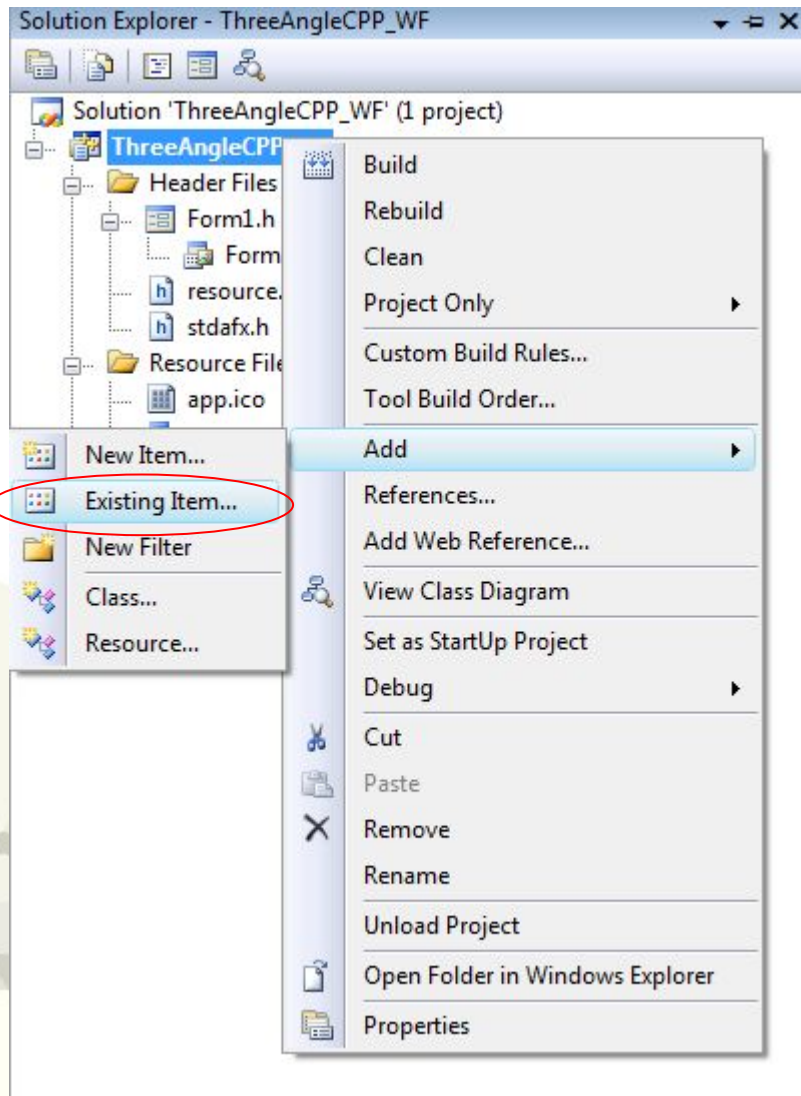 Solution Explorer - ThreeAngleCPP_WF
Solution 'ThreeAngleCPP_WF' (1 project)
ThreeAngleCPP
Header Files
Form1.h
Form
resource.
stdafx.h
Resource File
app.ico
Build
Rebuild
Clean
Project Only
Custom Build Rules...
Tool Build Order...
Add
References...
Add Web Reference...
View Class Diagram
Set as StartUp Project
Debug
Cut
Paste
Remove
Rename
Unload Project
Open Folder in Windows Explorer
Properties
New Item...
Existing Item...
New Filter
Class...
Resource...